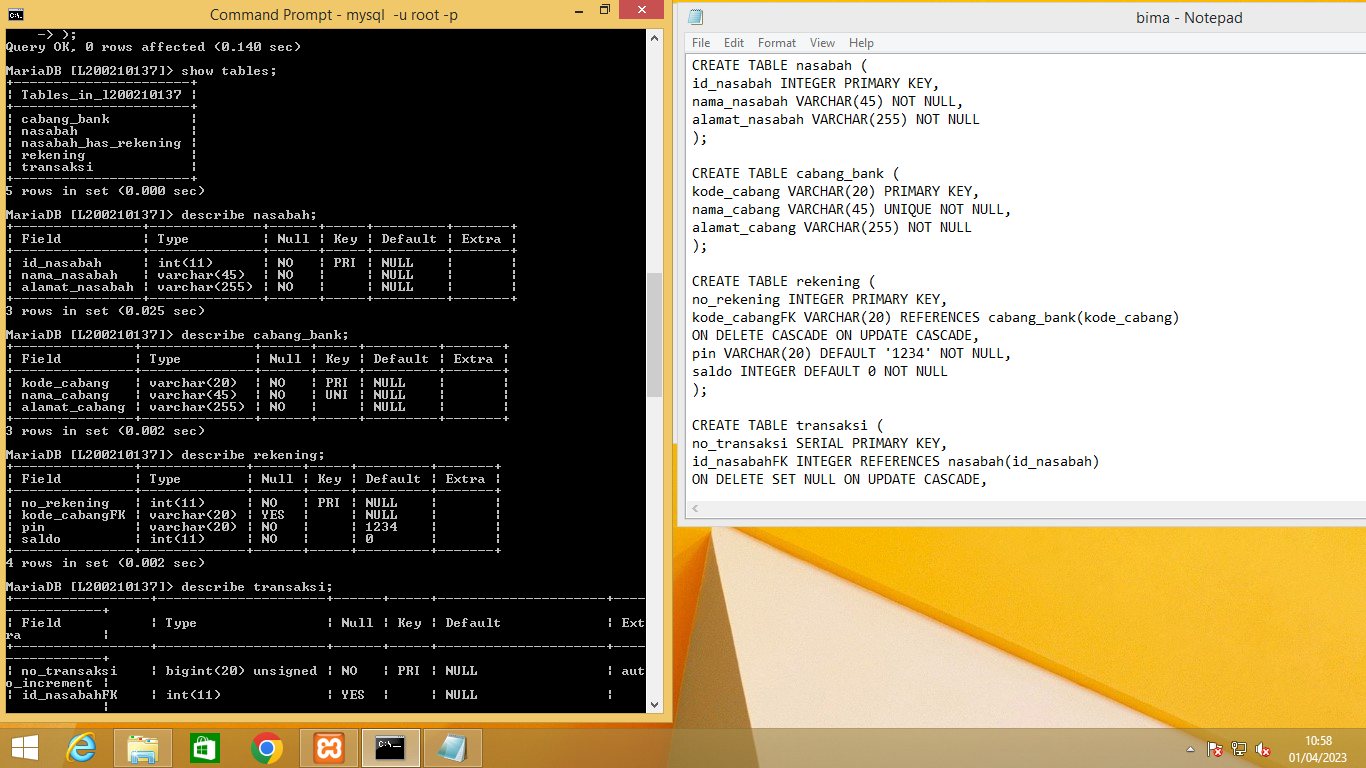 Command Prompt - mysql  -u root -p
    -> );
Query OK, 0 rows affected (0.140 sec)
MariaDB [L200210137]> show tables;
+----------------------+
| Tables_in_l200210137 |
+----------------------+
| cabang_bank          |
| nasabah              |
| nasabah_has_rekening |
| rekening             |
| transaksi            |
+----------------------+
5 rows in set (0.000 sec)
MariaDB [L200210137]> describe nasabah;
+----------------+--------------+------+-----+---------+-------+
| Field          | Type         | Null | Key | Default | Extra |
+----------------+--------------+------+-----+---------+-------+
| id_nasabah     | int(11)      | NO   | PRI | NULL    |       |
| nama_nasabah   | varchar(45)  | NO   |     | NULL    |       |
| alamat_nasabah | varchar(255) | NO   |     | NULL    |       |
+----------------+--------------+------+-----+---------+-------+
3 rows in set (0.025 sec)
MariaDB [L200210137]> describe cabang_bank;
+---------------+--------------+------+-----+---------+-------+
| Field         | Type         | Null | Key | Default | Extra |
+---------------+--------------+------+-----+---------+-------+
| kode_cabang   | varchar(20)  | NO   | PRI | NULL    |       |
| nama_cabang   | varchar(45)  | NO   | UNI | NULL    |       |
| alamat_cabang | varchar(255) | NO   |     | NULL    |       |
+---------------+--------------+------+-----+---------+-------+
3 rows in set (0.002 sec)
MariaDB [L200210137]> describe rekening;
+---------------+-------------+------+-----+---------+-------+
| Field         | Type        | Null | Key | Default | Extra |
+---------------+-------------+------+-----+---------+-------+
| no_rekening   | int(11)     | NO   | PRI | NULL    |       |
| kode_cabangFK | varchar(20) | YES  |     | NULL    |       |
| pin           | varchar(20) | NO   |     | 1234    |       |
| saldo         | int(11)     | NO   |     | 0       |       |
+---------------+-------------+------+-----+---------+-------+
4 rows in set (0.002 sec)
MariaDB [L200210137]> describe transaksi;
+-----------------+---------------------+------+-----+---------------------+----
------------+
| Field           | Type                | Null | Key | Default             | Ext
ra          |
+-----------------+---------------------+------+-----+---------------------+----
------------+
| no_transaksi    | bigint(20) unsigned | NO   | PRI | NULL                | aut
o_increment |
| id_nasabahFK    | int(11)             | YES  |     | NULL                |
            |
bima - Notepad
File Edit Format View Help
CREATE TABLE nasabah (
id_nasabah INTEGER PRIMARY KEY,
nama_nasabah VARCHAR(45) NOT NULL,
alamat_nasabah VARCHAR(255) NOT NULL
);
CREATE TABLE cabang_bank (
kode_cabang VARCHAR(20) PRIMARY KEY,
nama_cabang VARCHAR(45) UNIQUE NOT NULL,
alamat_cabang VARCHAR(255) NOT NULL
);
CREATE TABLE rekening (
no_rekening INTEGER PRIMARY KEY,
kode_cabangFK VARCHAR(20) REFERENCES cabang_bank(kode_cabang)
ON DELETE CASCADE ON UPDATE CASCADE,
pin VARCHAR(20) DEFAULT '1234' NOT NULL,
saldo INTEGER DEFAULT 0 NOT NULL
);
CREATE TABLE transaksi (
no_transaksi SERIAL PRIMARY KEY,
id_nasabahFK INTEGER REFERENCES nasabah(id_nasabah)
ON DELETE SET NULL ON UPDATE CASCADE,
10:58
01/04/2023